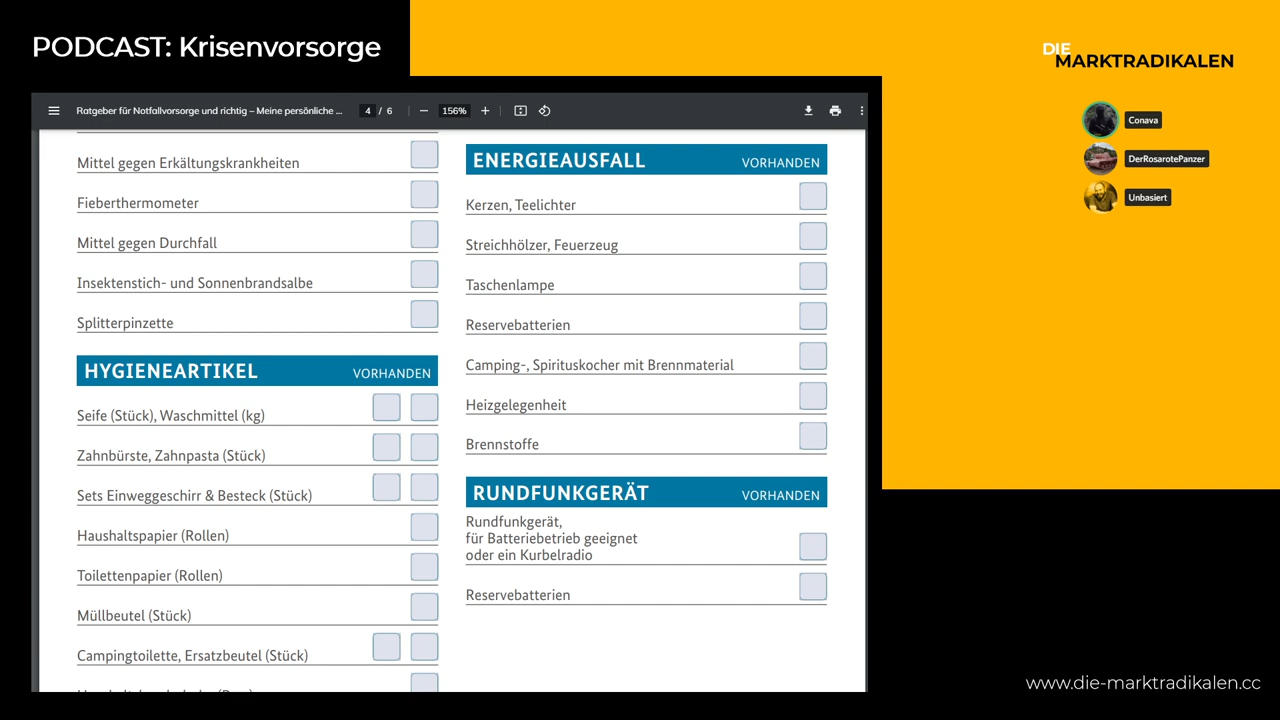 PODCAST: Krisenvorsorge
DIE
MARKTRADIKALEN
Ratgeber für Notfallvorsorge und richtig – Meine persönliche ...
4 / 6
156%
Conava
DerRosarotePanzer
Unbasiert
Mittel gegen Erkältungskrankheiten
Fieberthermometer
Mittel gegen Durchfall
Insektenstich- und Sonnenbrandsalbe
Splitterpinzette
HYGIENEARTIKEL VORHANDEN
Seife (Stück), Waschmittel (kg)
Zahnbürste, Zahnpasta (Stück)
Sets Einweggeschirr & Besteck (Stück)
Haushaltspapier (Rollen)
Toilettenpapier (Rollen)
Müllbeutel (Stück)
Campingtoilette, Ersatzbeutel (Stück)
ENERGIEAUSFALL VORHANDEN
Kerzen, Teelichter
Streichhölzer, Feuerzeug
Taschenlampe
Reservebatterien
Camping-, Spirituskocher mit Brennmaterial
Heizgelegenheit
Brennstoffe
RUNDFUNKGERÄT VORHANDEN
Rundfunkgerät,
für Batteriebetrieb geeignet
oder ein Kurbelradio
Reservebatterien
www.die-marktradikalen.cc